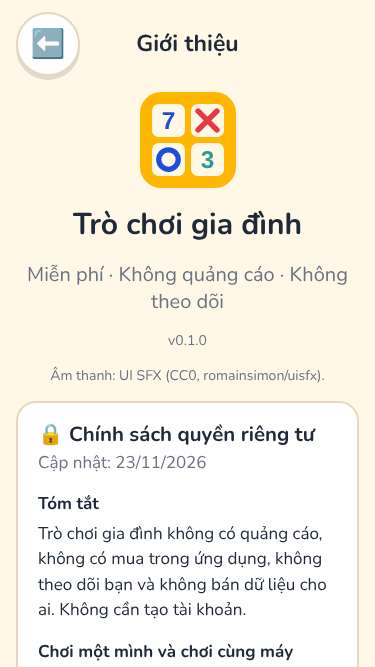 Giới thiệu
7
3
Trò chơi gia đình
Miễn phí · Không quảng cáo · Không
theo dõi
v0.1.0
Âm thanh: UI SFX (CC0, romainsimon/uisfx).
🔒 Chính sách quyền riêng tư
Cập nhật: 23/11/2026
Tóm tắt
Trò chơi gia đình không có quảng cáo,
không có mua trong ứng dụng, không
theo dõi bạn và không bán dữ liệu cho
ai. Không cần tạo tài khoản.
Chơi một mình và chơi cùng máy